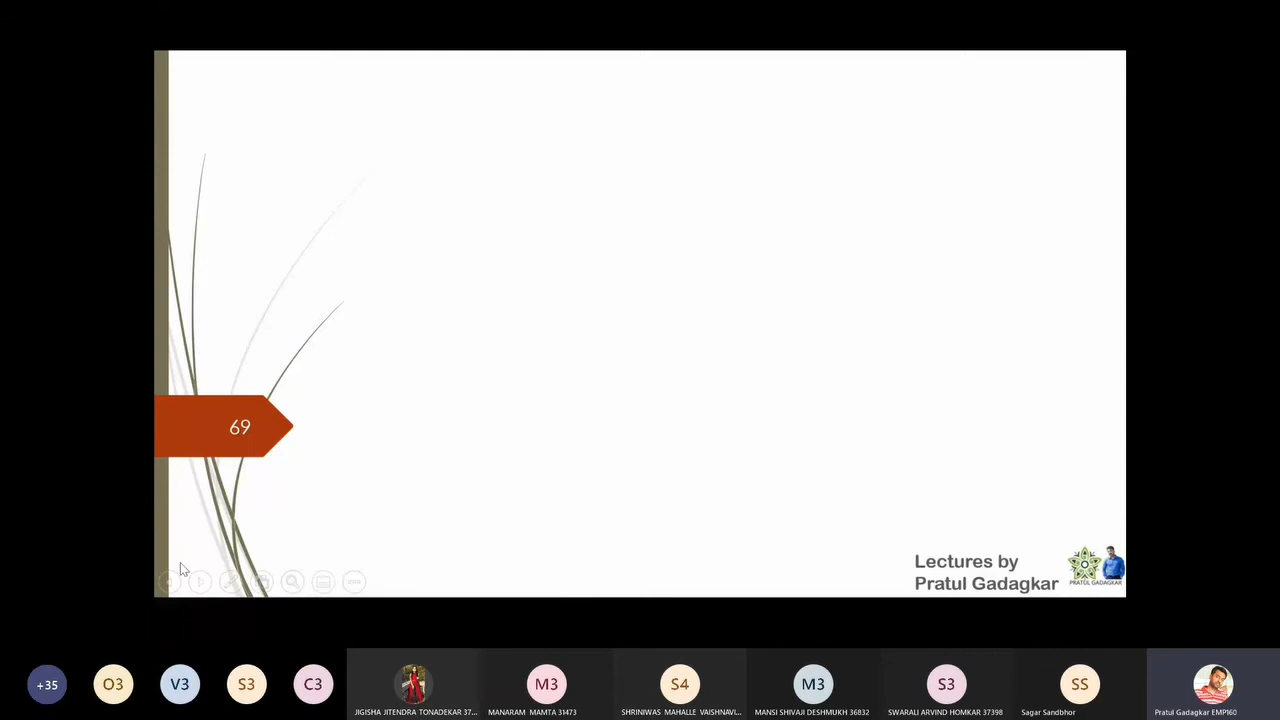 69
Lectures by
Pratul Gadagkar
PRATUL GADAGKAR
+35
O3
V3
S3
C3
M3
S4
M3
S3
SS
JIGISHA JITENDRA TONADEKAR 37...
MANARAM MAMTA 31473
SHRINIWAS MAHALLE VAISHNAVI...
MANSI SHIVAJI DESHMUKH 36832
SWARALI ARVIND HOMKAR 37398
Sagar Sandbhor
Pratul Gadagkar EMP160